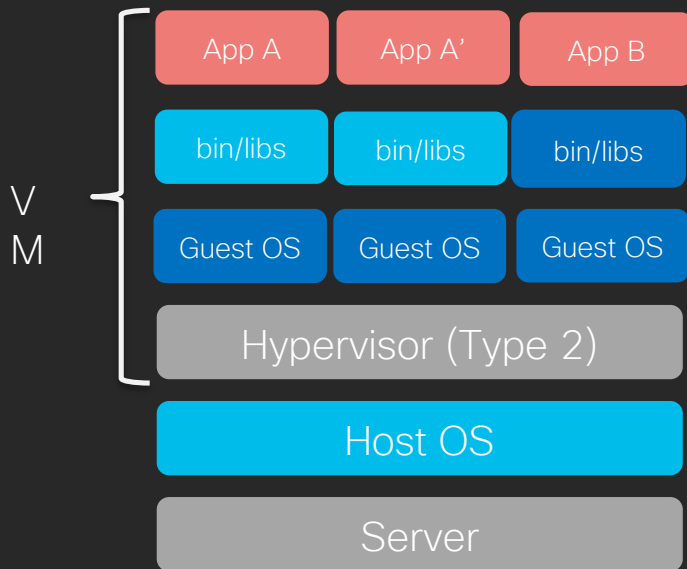 App A
App A’
App B
bin/libs
bin/libs
bin/libs
V
M
Guest OS
Guest OS
Guest OS
Hypervisor (Type 2)
Host OS
Server